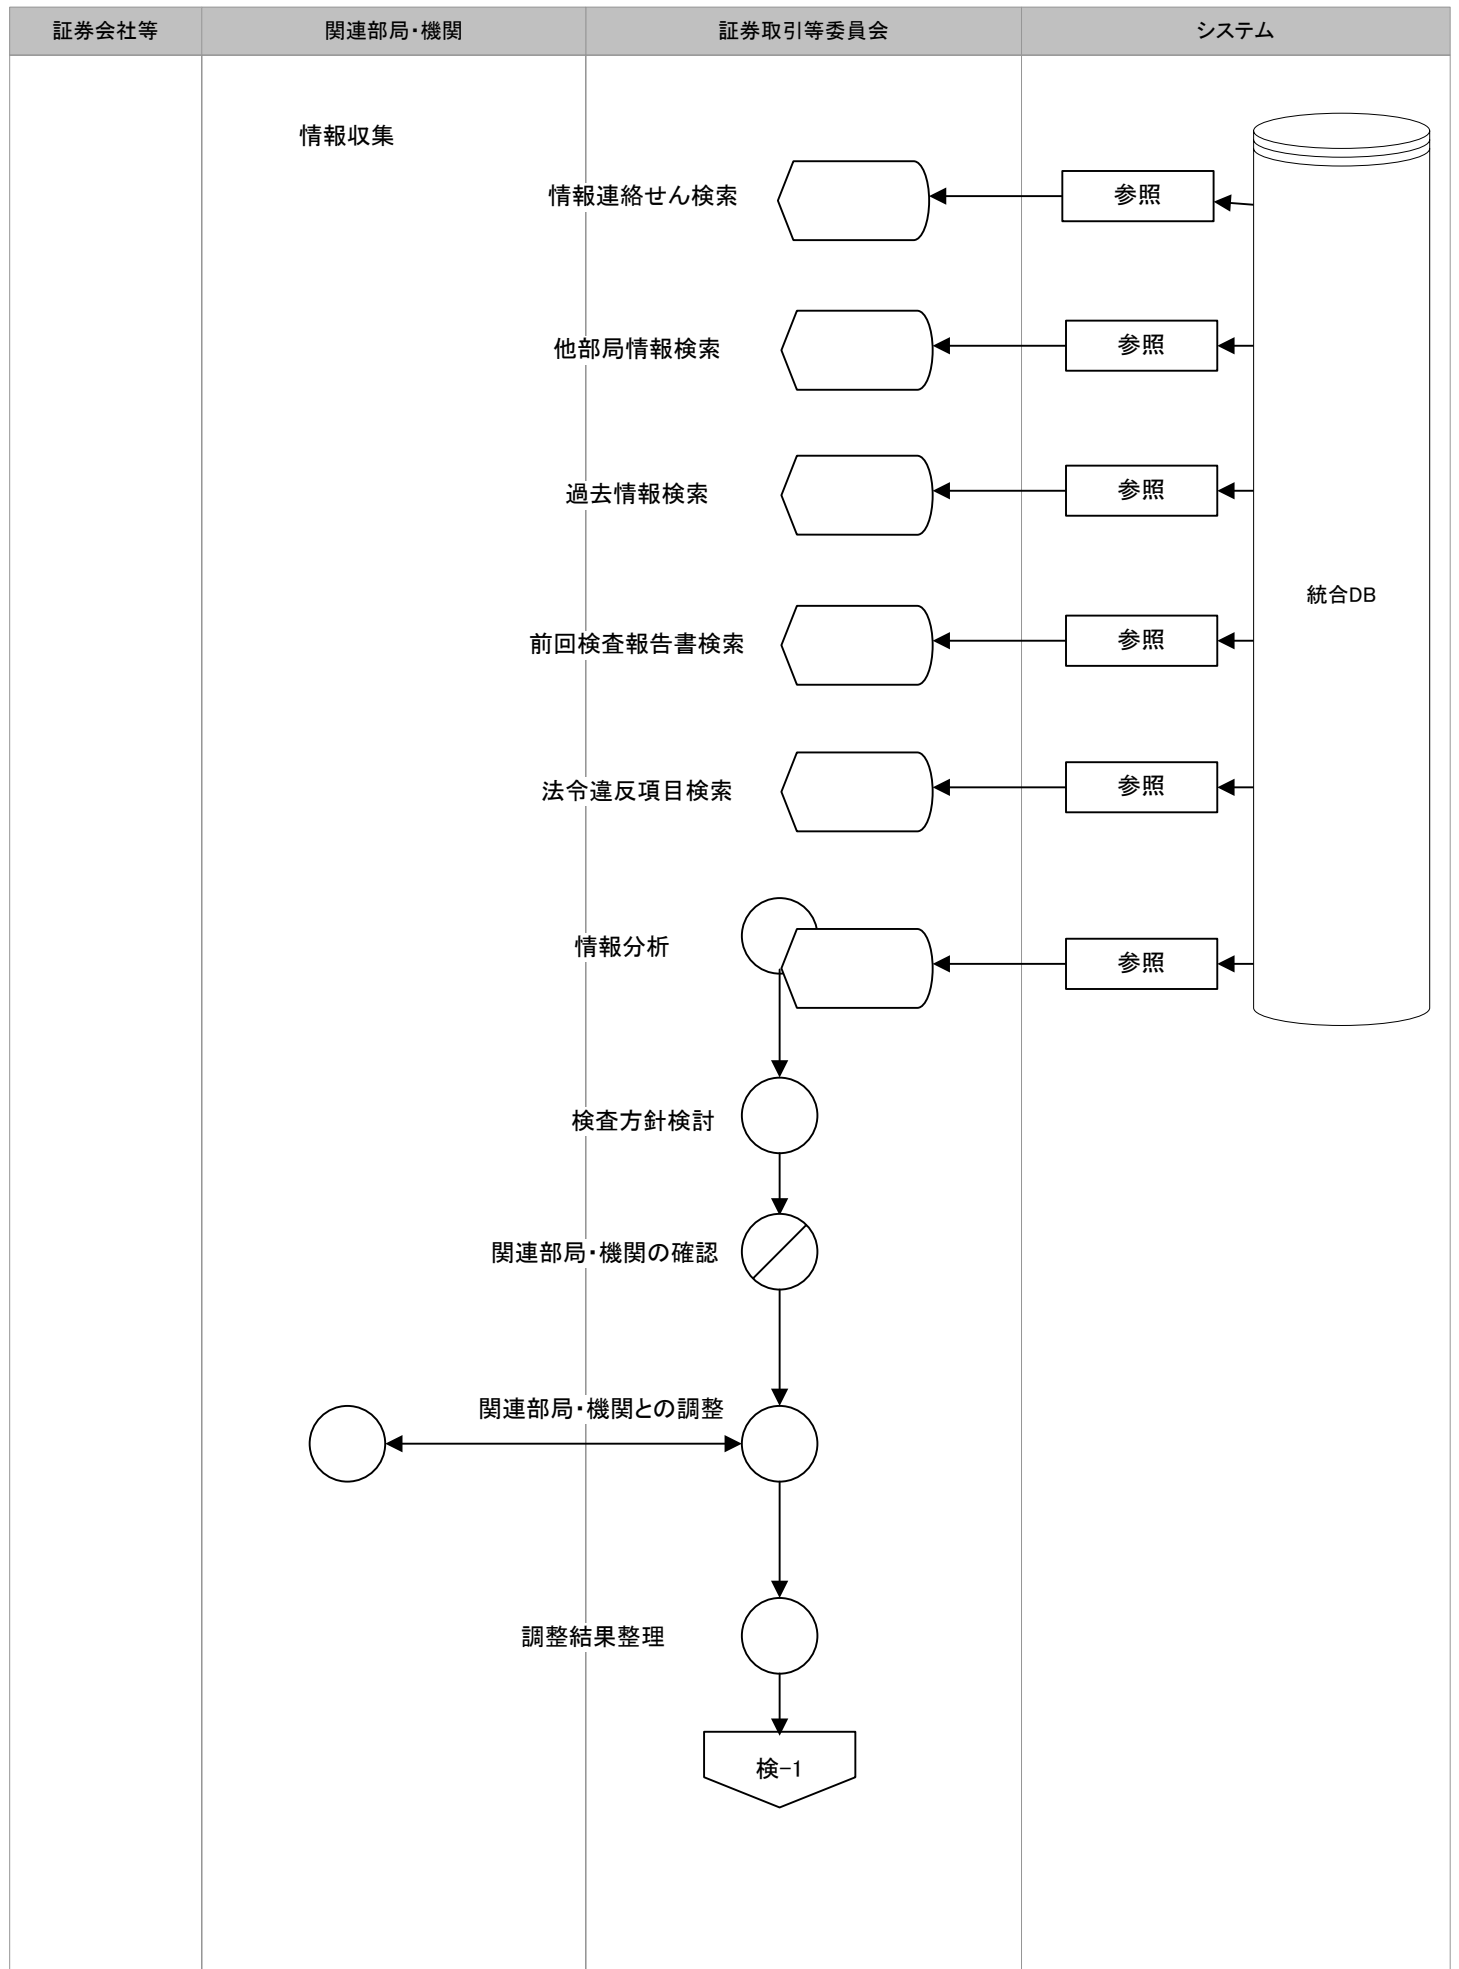 証券会社等
関連部局・機関
証券取引等委員会
システム
情報収集
情報連絡せん検索
参照
他部局情報検索
参照
過去情報検索
参照
統合DB
前回検査報告書検索
参照
法令違反項目検索
参照
情報分析
参照
検査方針検討
関連部局・機関の確認
関連部局・機関との調整
調整結果整理
検-1